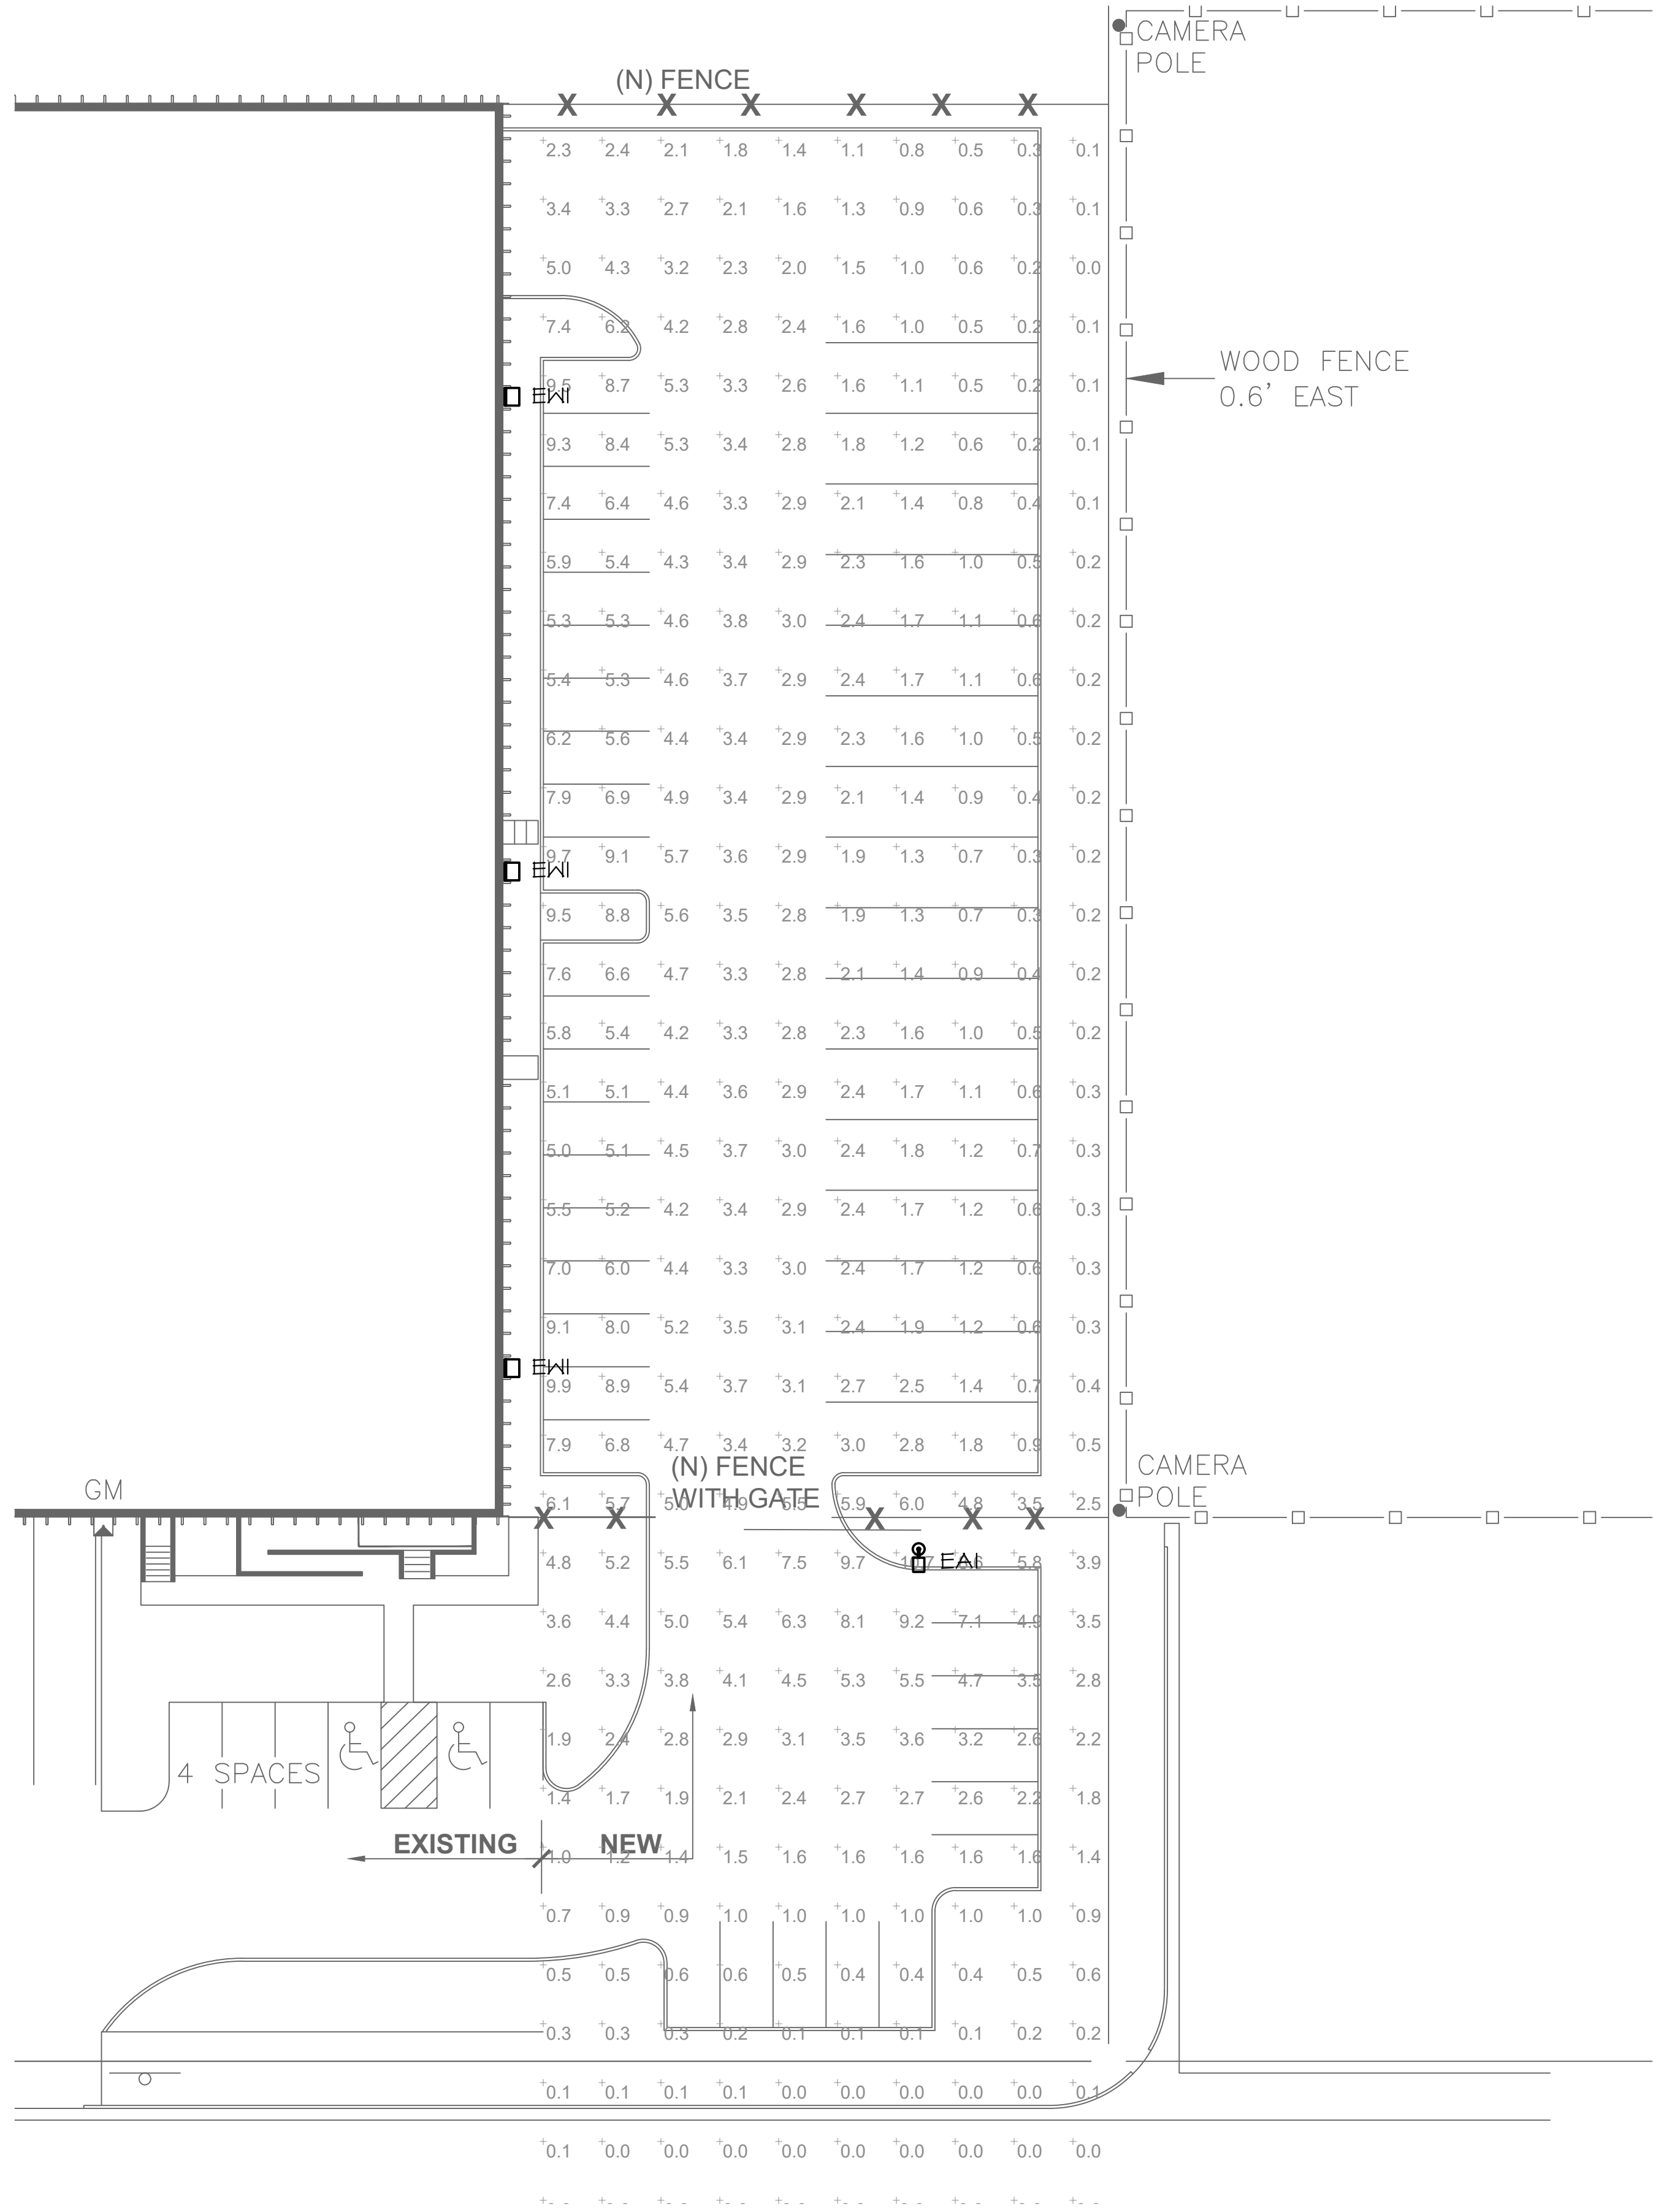 CAMERA
POLE
(N) FENCE
X X X X X X
2.3 2.4 2.1 1.8 1.4 1.1 0.8 0.5 0.3 0.1
3.4 3.3 2.7 2.1 1.6 1.3 0.9 0.6 0.3 0.1
5.0 4.3 3.2 2.3 2.0 1.5 1.0 0.6 0.2 0.0
7.4 6.2 4.2 2.8 2.4 1.6 1.0 0.5 0.2 0.1
WOOD FENCE
0.6' EAST
9.5 8.7 5.3 3.3 2.6 1.6 1.1 0.5 0.2 0.1
EW1
9.3 8.4 5.3 3.4 2.8 1.8 1.2 0.6 0.2 0.1
7.4 6.4 4.6 3.3 2.9 2.1 1.4 0.8 0.4 0.1
5.9 5.4 4.3 3.4 2.9 2.3 1.6 1.0 0.5 0.2
5.3 5.3 4.6 3.8 3.0 2.4 1.7 1.1 0.6 0.2
5.4 5.3 4.6 3.7 2.9 2.4 1.7 1.1 0.6 0.2
6.2 5.6 4.4 3.4 2.9 2.3 1.6 1.0 0.5 0.2
7.9 6.9 4.9 3.4 2.9 2.1 1.4 0.9 0.4 0.2
9.7 9.1 5.7 3.6 2.9 1.9 1.3 0.7 0.3 0.2
EW1
9.5 8.8 5.6 3.5 2.8 1.9 1.3 0.7 0.3 0.2
7.6 6.6 4.7 3.3 2.8 2.1 1.4 0.9 0.4 0.2
5.8 5.4 4.2 3.3 2.8 2.3 1.6 1.0 0.5 0.2
5.1 5.1 4.4 3.6 2.9 2.4 1.7 1.1 0.6 0.3
5.0 5.1 4.5 3.7 3.0 2.4 1.8 1.2 0.7 0.3
5.5 5.2 4.2 3.4 2.9 2.4 1.7 1.2 0.6 0.3
7.0 6.0 4.4 3.3 3.0 2.4 1.7 1.2 0.6 0.3
9.1 8.0 5.2 3.5 3.1 2.4 1.9 1.2 0.6 0.3
EW1
9.9 8.9 5.4 3.7 3.1 2.7 2.5 1.4 0.7 0.4
7.9 6.8 4.7 3.4 3.2 3.0 2.8 1.8 0.9 0.5
(N) FENCE
WITH GATE
CAMERA
POLE
GM
6.1 5.7 5.0 4.9 5.5 5.9 6.0 4.8 3.5 2.5
X X X X X
4.8 5.2 5.5 6.1 7.5 9.7 5.8 3.9
EA1
3.6 4.4 5.0 5.4 6.3 8.1 9.2 7.1 4.9 3.5
2.6 3.3 3.8 4.1 4.5 5.3 5.5 4.7 3.5 2.8
1.9 2.4 2.8 2.9 3.1 3.5 3.6 3.2 2.6 2.2
4 SPACES
1.4 1.7 1.9 2.1 2.4 2.7 2.7 2.6 2.2 1.8
EXISTING NEW
1.0 1.2 1.4 1.5 1.6 1.6 1.6 1.6 1.6 1.4
0.7 0.9 0.9 1.0 1.0 1.0 1.0 1.0 1.0 0.9
0.5 0.5 0.6 0.6 0.5 0.4 0.4 0.4 0.5 0.6
0.3 0.3 0.3 0.2 0.1 0.1 0.1 0.1 0.2 0.2
0.1 0.1 0.1 0.1 0.0 0.0 0.0 0.0 0.0 0.1
0.1 0.0 0.0 0.0 0.0 0.0 0.0 0.0 0.0 0.0